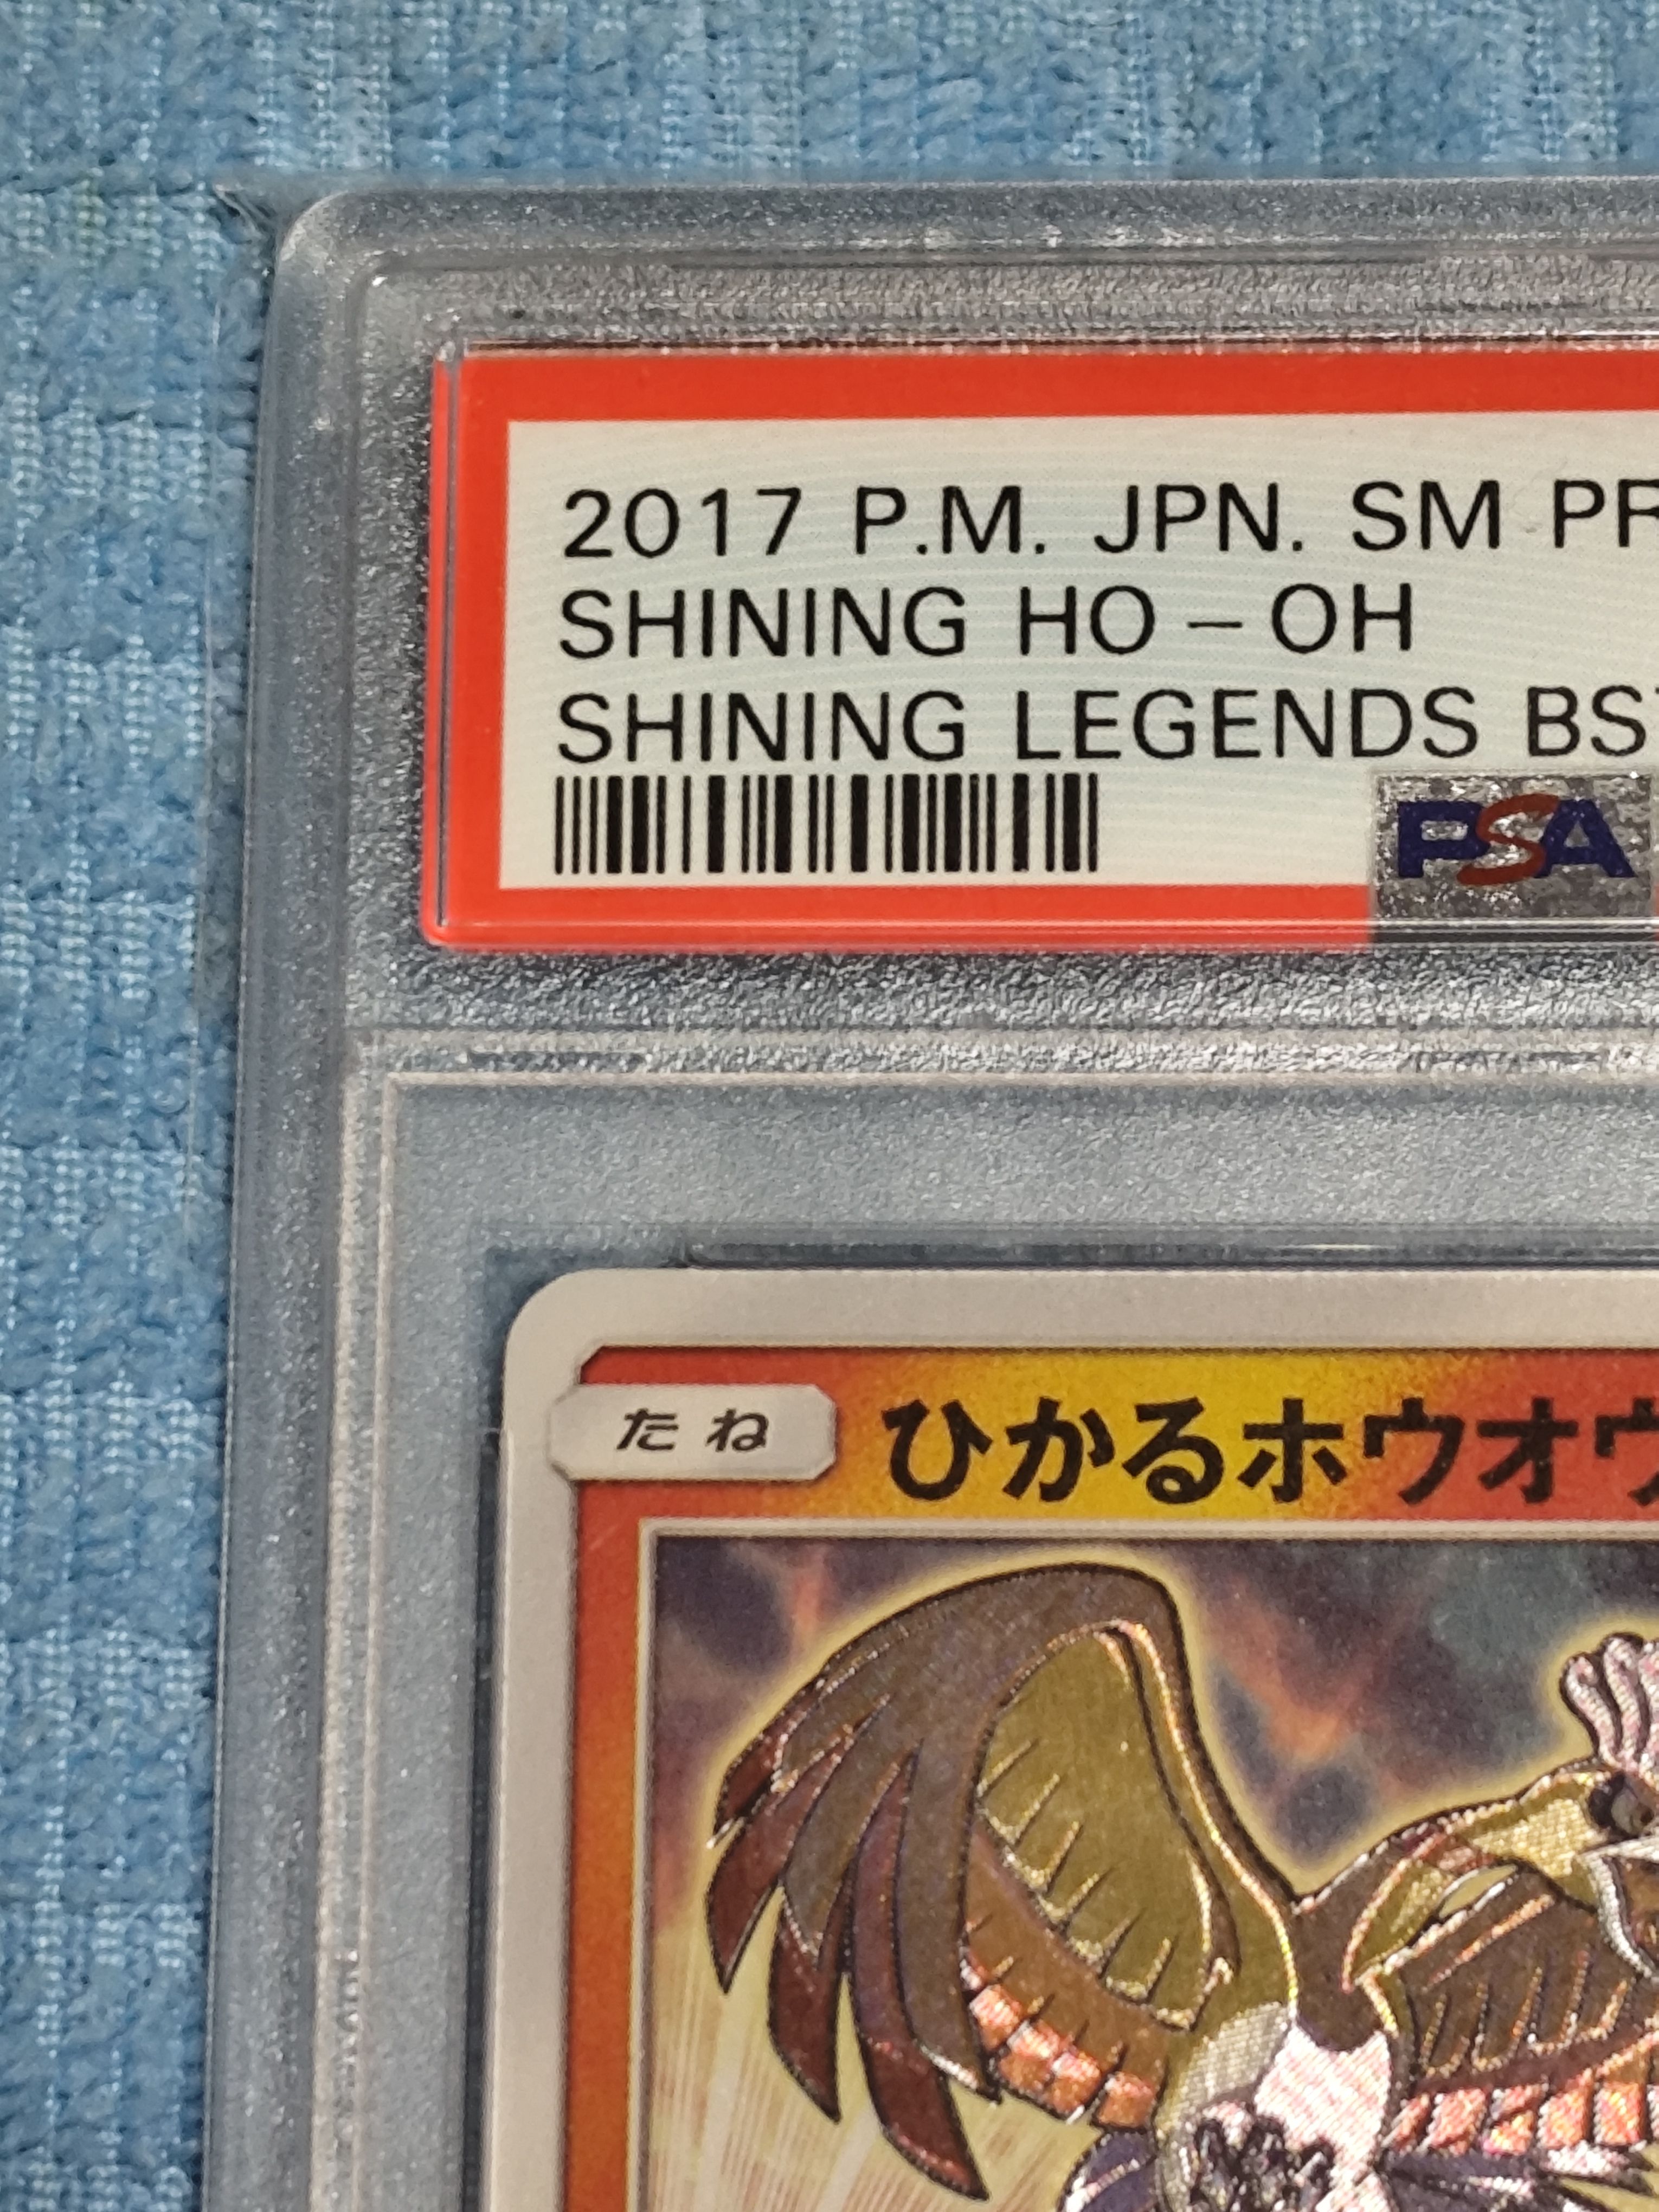 2017 P.M. JPN. SM PR
SHINING HO-OH
SHINING LEGENDS BS
PSA
たね
ひかるホウオウ